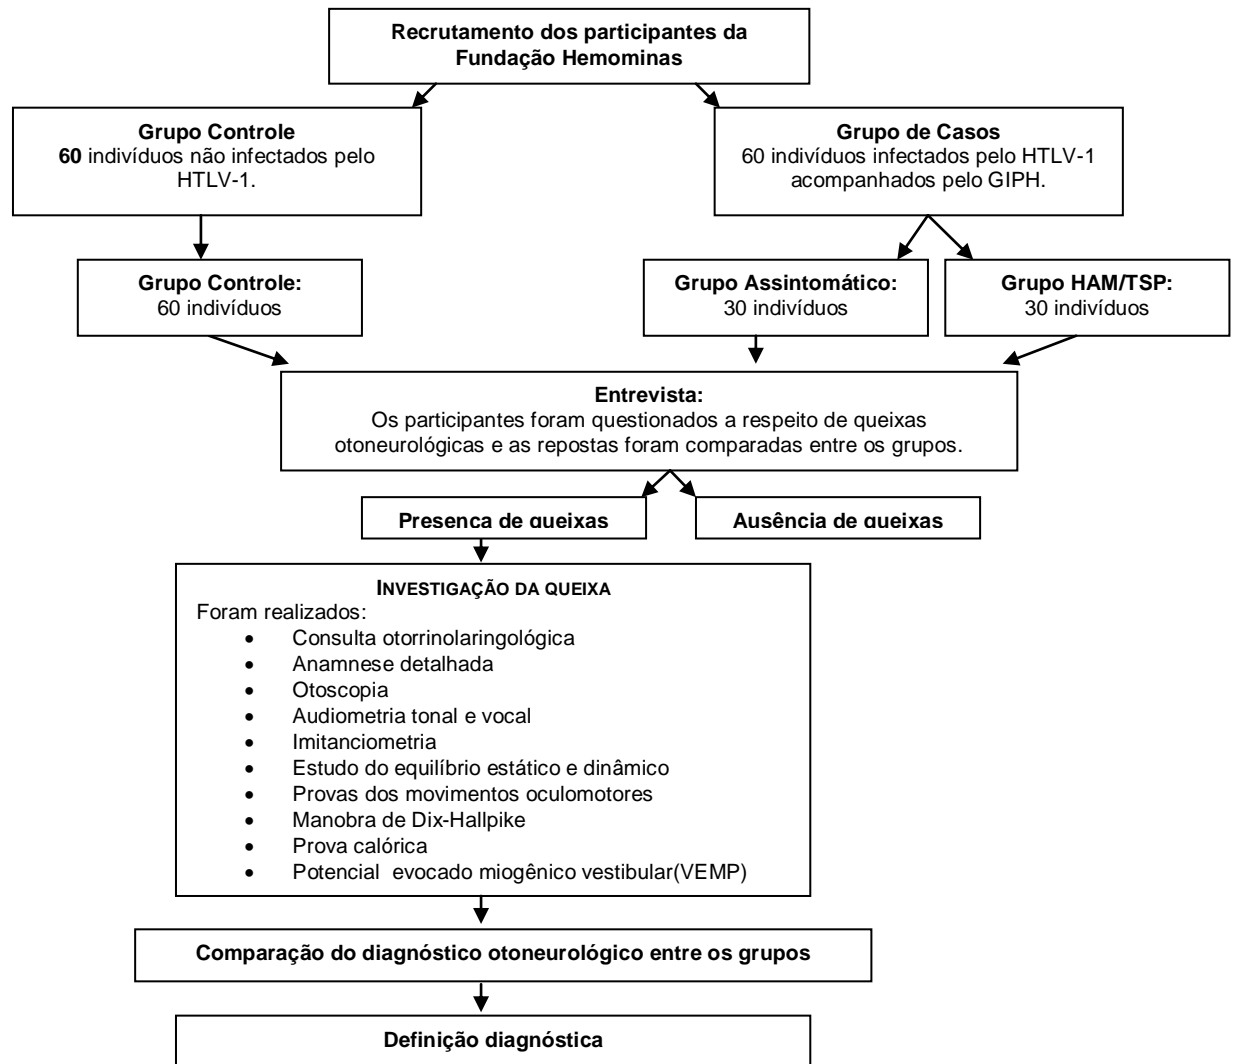 Recrutamento dos participantes da
Fundação Hemominas
Grupo Controle
60 indivíduos não infectados pelo
HTLV-1.
Grupo de Casos
60 indivíduos infectados pelo HTLV-1
acompanhados pelo GIPH.
Grupo Controle:
60 indivíduos
Grupo Assintomático:
30 indivíduos
Grupo HAM/TSP:
30 indivíduos
Entrevista:
Os participantes foram questionados a respeito de queixas
otoneurológicas e as repostas foram comparadas entre os grupos.
Presença de queixas
Ausência de queixas
INVESTIGAÇÃO DA QUEIXA
Foram realizados:
• Consulta otorrinolaringológica
• Anamnese detalhada
• Otoscopia
• Audiometria tonal e vocal
• Imitanciometria
• Estudo do equilíbrio estático e dinâmico
• Provas dos movimentos oculomotores
• Manobra de Dix-Hallpike
• Prova calórica
• Potencial evocado miogênico vestibular(VEMP)
Comparação do diagnóstico otoneurológico entre os grupos
Definição diagnóstica